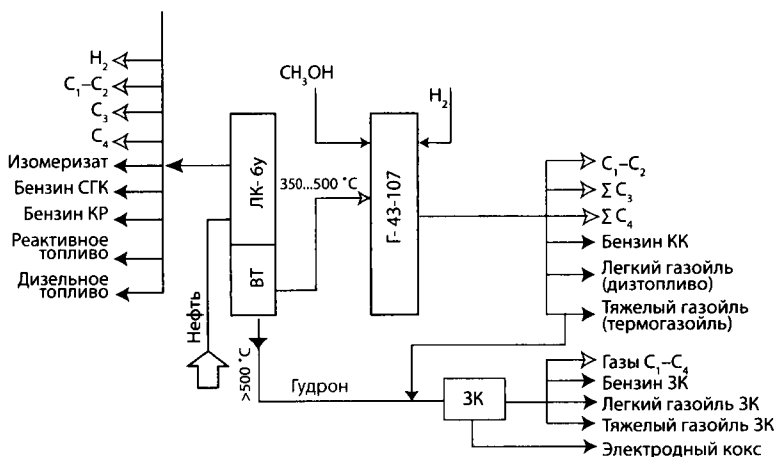 H₂
C₁–C₂
C₃
C₄
Изомеризат
Бензин СГК
Бензин КР
Реактивное
топливо
Дизельное
топливо
Нефть
ЛК- 6у
ВТ
>500 °C
350...500 °C
CH₃OH
H₂
Г- 43-107
C₁–C₂
∑ C₃
∑ C₄
Бензин КК
Легкий газойль
(дизтопливо)
Тяжелый газойль
(термогазойль)
Гудрон
ЗК
Газы C₁–C₄
Бензин ЗК
Легкий газойль ЗК
Тяжелый газойль ЗК
Электродный кокс